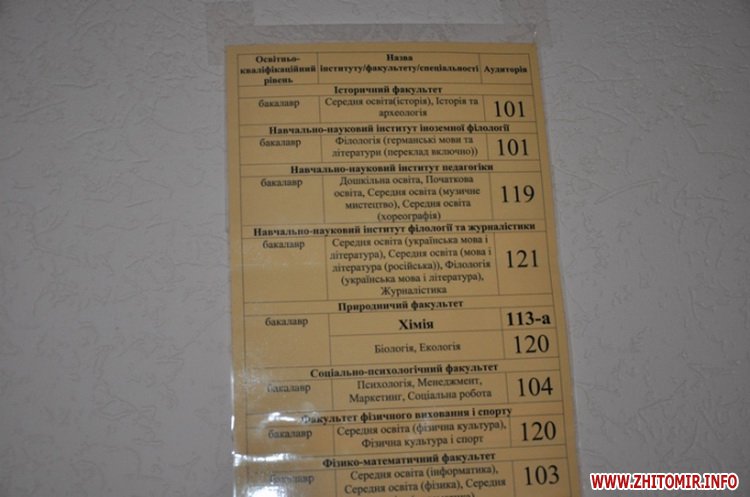 Освітньо-кваліфікаційний рівень
Назва інституту/факультету/спеціальності
Аудиторія
Історичний факультет
бакалавр
Середня освіта(історія), Історія та
археологія
101
Навчально-науковий інститут іноземної філології
бакалавр
Філологія (германські мови та
літератури (переклад включно))
101
Навчально-науковий інститут педагогіки
бакалавр
Дошкільна освіта, Початкова
освіта, Середня освіта (музичне
мистецтво), Середня освіта
(хореографія)
119
Навчально-науковий інститут філології та журналістики
бакалавр
Середня освіта (українська мова і
література), Середня освіта (мова і
література (російська)), Філологія
(українська мова і література),
Журналістика
121
Природничий факультет
бакалавр
Хімія
113-а
Біологія, Екологія
120
Соціально-психологічний факультет
бакалавр
Психологія, Менеджмент,
Маркетинг, Соціальна робота
104
Факультет фізичного виховання і спорту
бакалавр
Середня освіта (фізична культура),
Фізична культура і спорт
120
Фізико-математичний факультет
бакалавр
Середня освіта (інформатика),
Середня освіта (фізика), Середня
103
WWW.ZHITOMIR.INFO